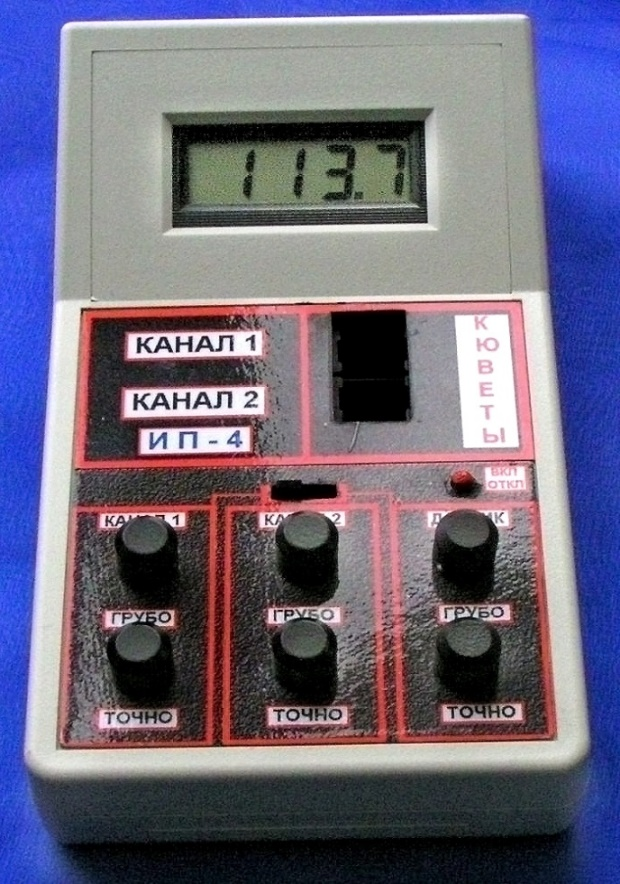 113.7
КАНАЛ 1
КЮВЕТЫ
КАНАЛ 2
ИП-4
ВКЛ
ОТКЛ
ГРУБО
ГРУБО
ГРУБО
ТОЧНО
ТОЧНО
ТОЧНО